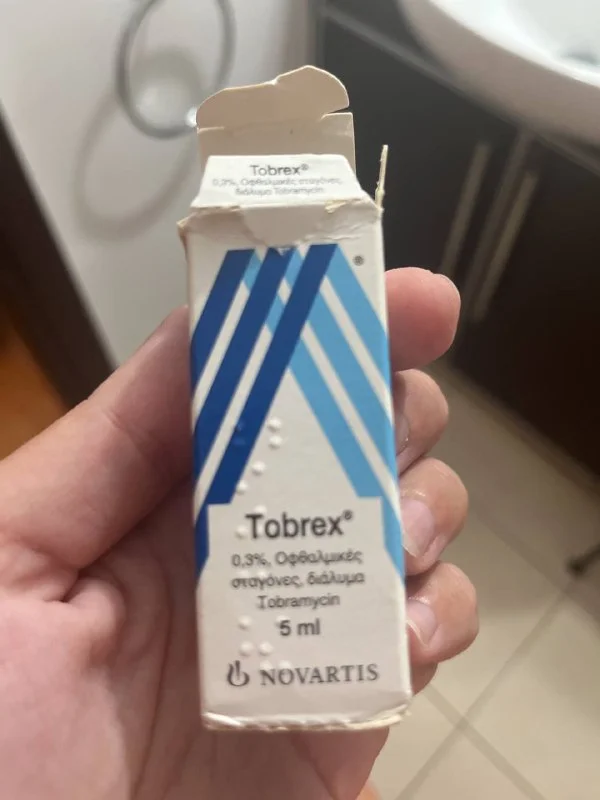 Tobrex®
0,3%, Οφθαλμικές σταγόνες,
διάλυμα Tobramycin
®
Tobrex®
0,3%, Οφθαλμικές
σταγόνες, διάλυμα
Tobramycin
5 ml
NOVARTIS